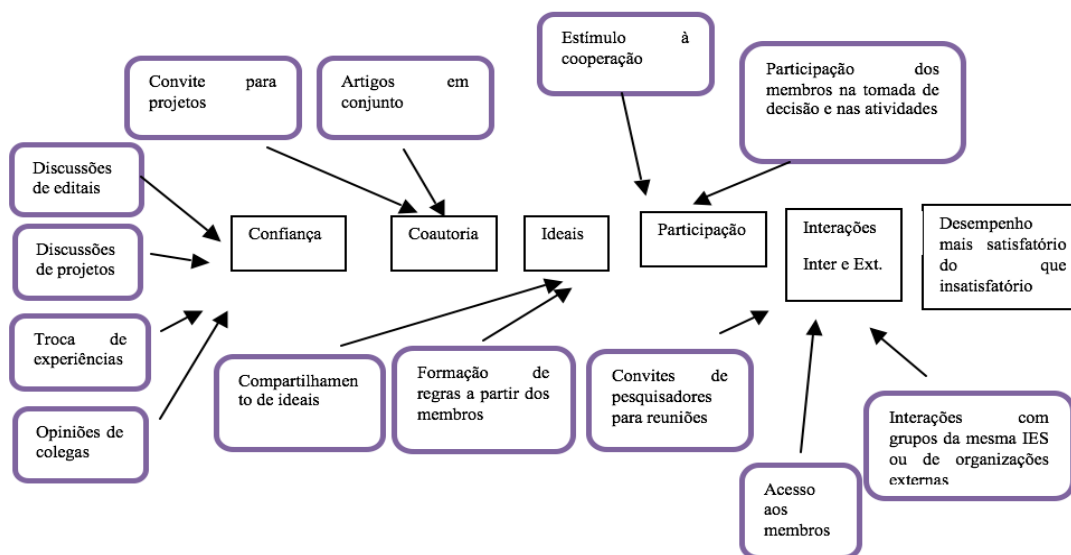 Estímulo à
cooperação
Convite para
projetos
Artigos em
conjunto
Participação dos
membros na tomada de
decisão e nas atividades
Discussões
de editais
Discussões
de projetos
Troca de
experiências
Opiniões de
colegas
Confiança
Coautoria
Ideais
Participação
Interações
Inter e Ext.
Desempenho
mais satisfatório
do que
insatisfatório
Compartilhamen
to de ideais
Formação de
regras a partir dos
membros
Convites de
pesquisadores
para reuniões
Acesso
aos
membros
Interações com
grupos da mesma IES
ou de organizações
externas